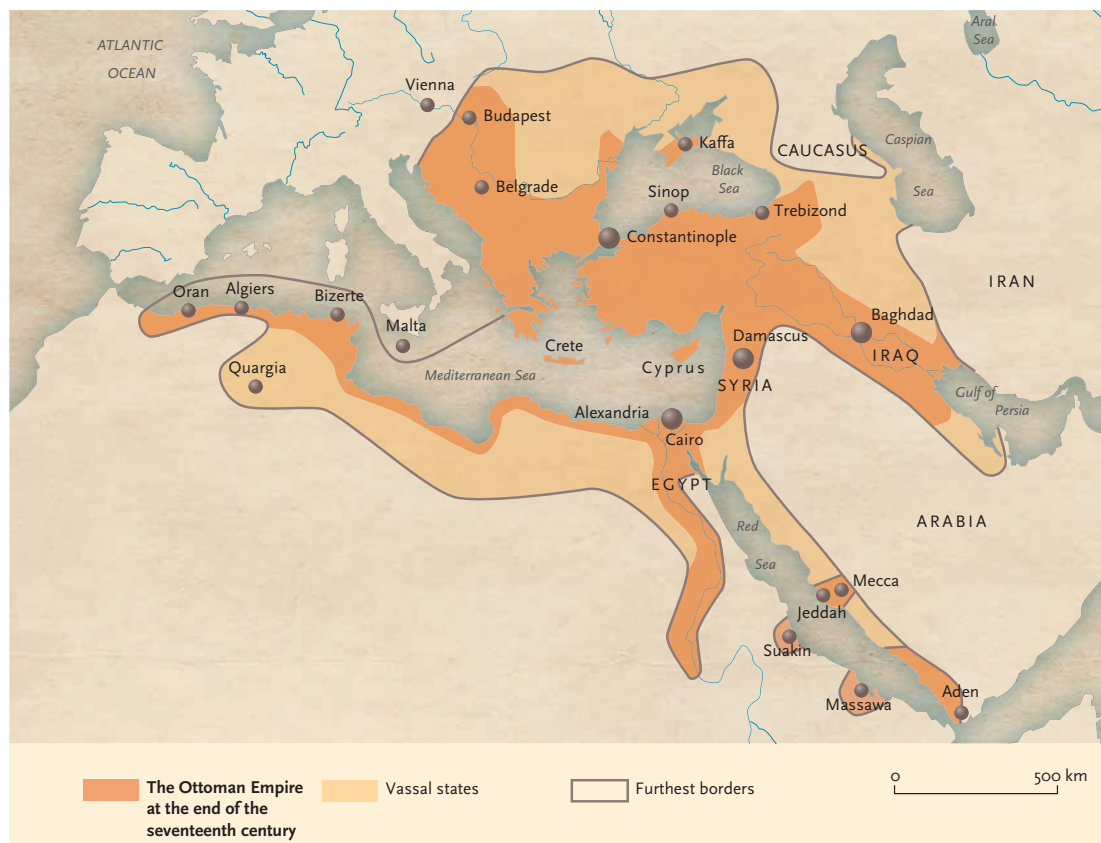 ATLANTIC
OCEAN
Aral
Sea
Vienna
Budapest
Kaffa
CAUCASUS
Caspian
Sea
Black
Sea
Belgrade
Sinop
Trebizond
Constantinople
IRAN
Oran
Algiers
Bizerte
Malta
Baghdad
Damascus
IRAQ
Crete
Cyprus
Quargia
Mediterranean Sea
SYRIA
Gulf of
Persia
Alexandria
Cairo
EGYPT
ARABIA
Red
Sea
Mecca
Jeddah
Suakin
Massawa
Aden
The Ottoman Empire
at the end of the
seventeenth century
Vassal states
Furthest borders
0
500 km